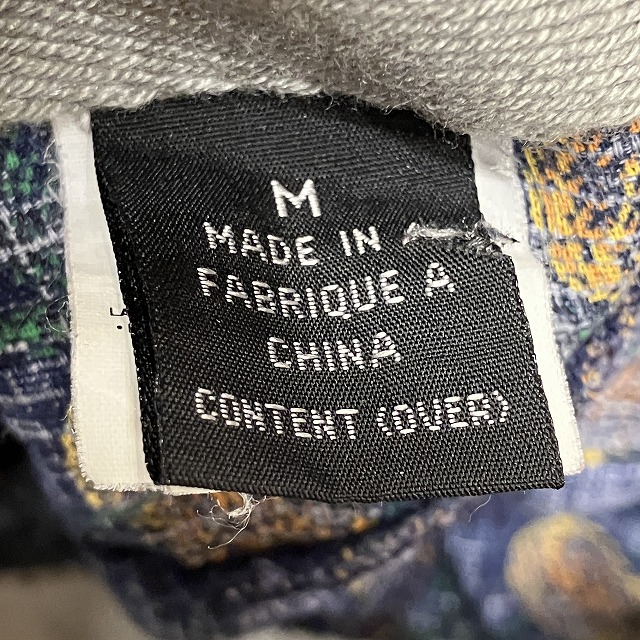 M
MADE IN
FABRIQUE A
CHINA
CONTENT (OVER)